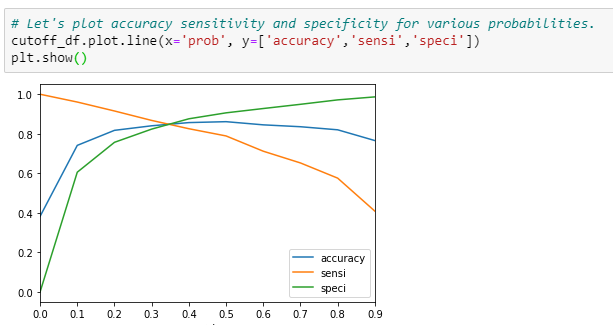 # Let's plot accuracy sensitivity and specificity for various probabilities.
cutoff_df.plot.line(x='prob', y=['accuracy','sensi','speci'])
plt.show()
1.0
0.8
0.6
0.4
0.2
0.0
accuracy
sensi
speci
0.0 0.1 0.2 0.3 0.4 0.5 0.6 0.7 0.8 0.9